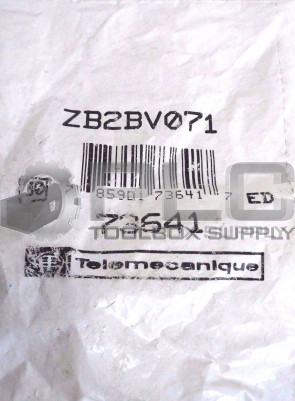 ZB2BV071
85901 73641 7 ED
73641
TOOLBOX SUPPLY
Telemecanique